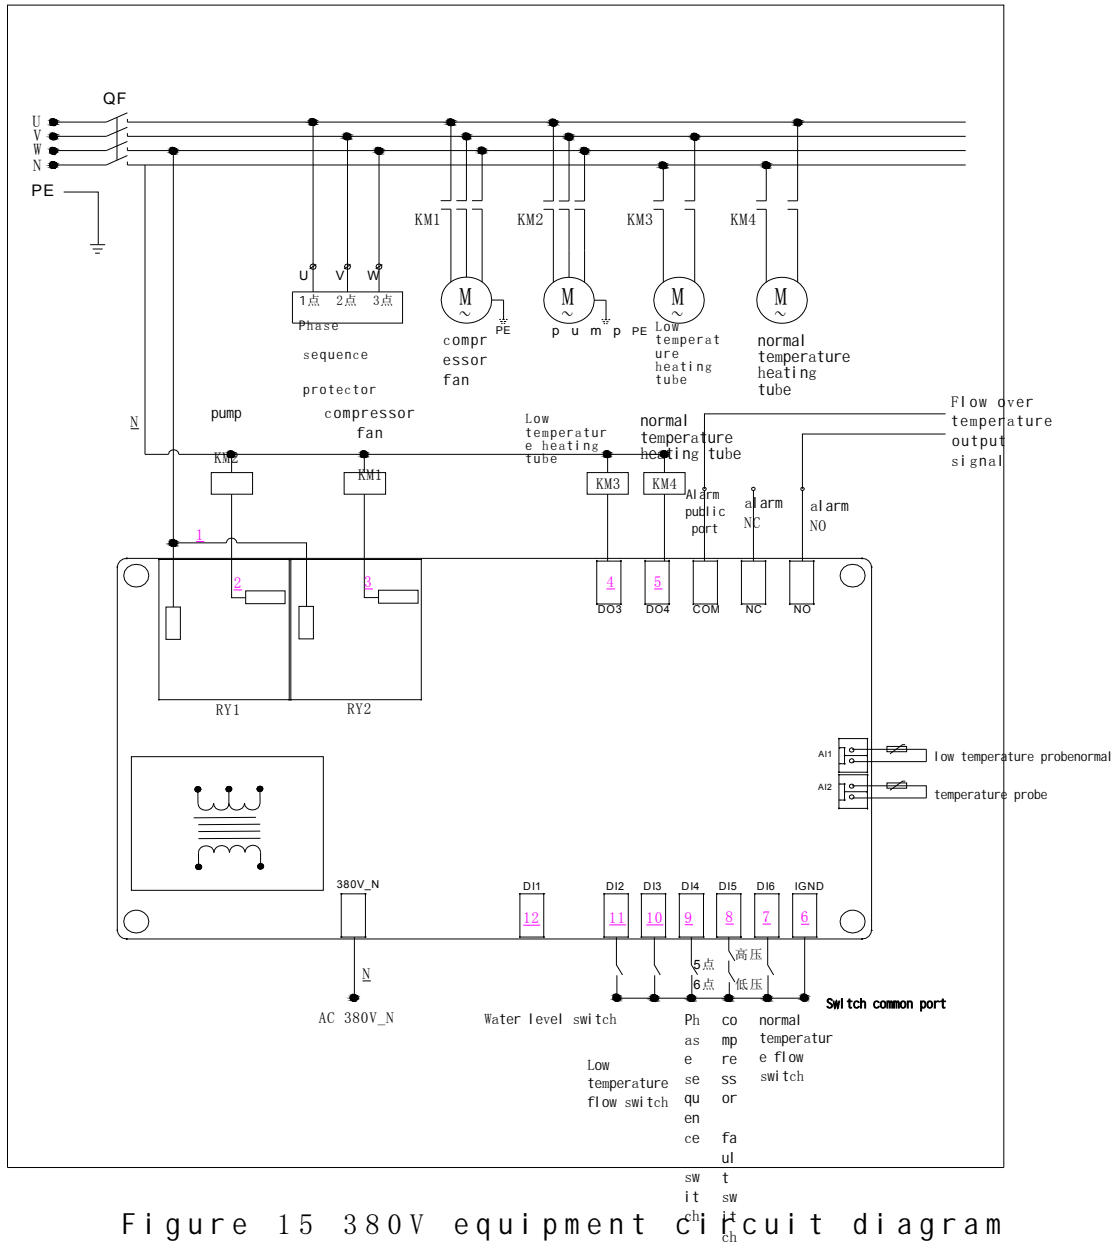 QF
U
V
W
N
PE
KM1
KM2
KM3
KM4
U
V
W
1点
2点
3点
Phase
sequence
protector
M
~
PE
compr
essor
fan
M
~
pump
PE
M
~
Low
temperat
ure
heating
tube
M
~
normal
temperature
heating
tube
N
pump
compressor
fan
Low
temperatur
e heating
tube
normal
temperature
heating tube
Flow over
temperature
output
signal
KM2
KM1
KM3
KM4
Alarm
public
port
alarm
NC
alarm
NO
1
2
3
4
5
DO3
DO4
COM
NC
NO
RY1
RY2
AI1
low temperature probenormal
AI2
temperature probe
380V_N
DI1
DI2
DI3
DI4
DI5
DI6
IGND
12
11
10
9
8
7
6
N
5点
6点
高压
低压
AC 380V_N
Switch common port
Water level switch
Low
temperature
flow switch
Ph
as
e
se
qu
en
ce
sw
it
ch
co
mp
re
ss
or
fa
ul
t
sw
it
ch
normal
temperatur
e flow
switch
Figure 15 380V equipment circuit diagram